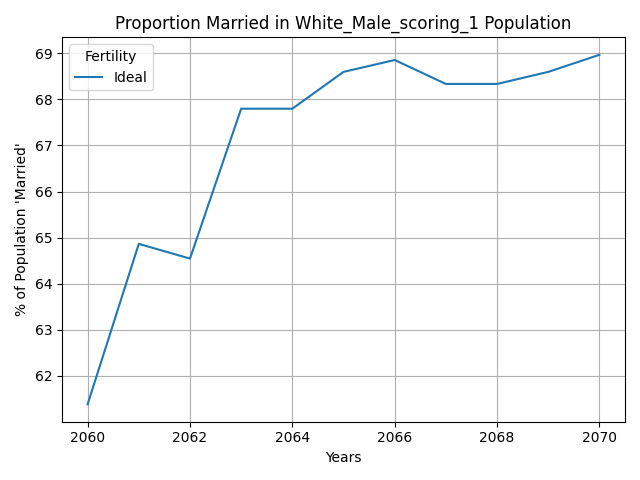 Proportion Married in White_Male_scoring_1 Population
Fertility
Ideal
% of Population 'Married'
69
68
67
66
65
64
63
62
2060 2062 2064 2066 2068 2070
Years